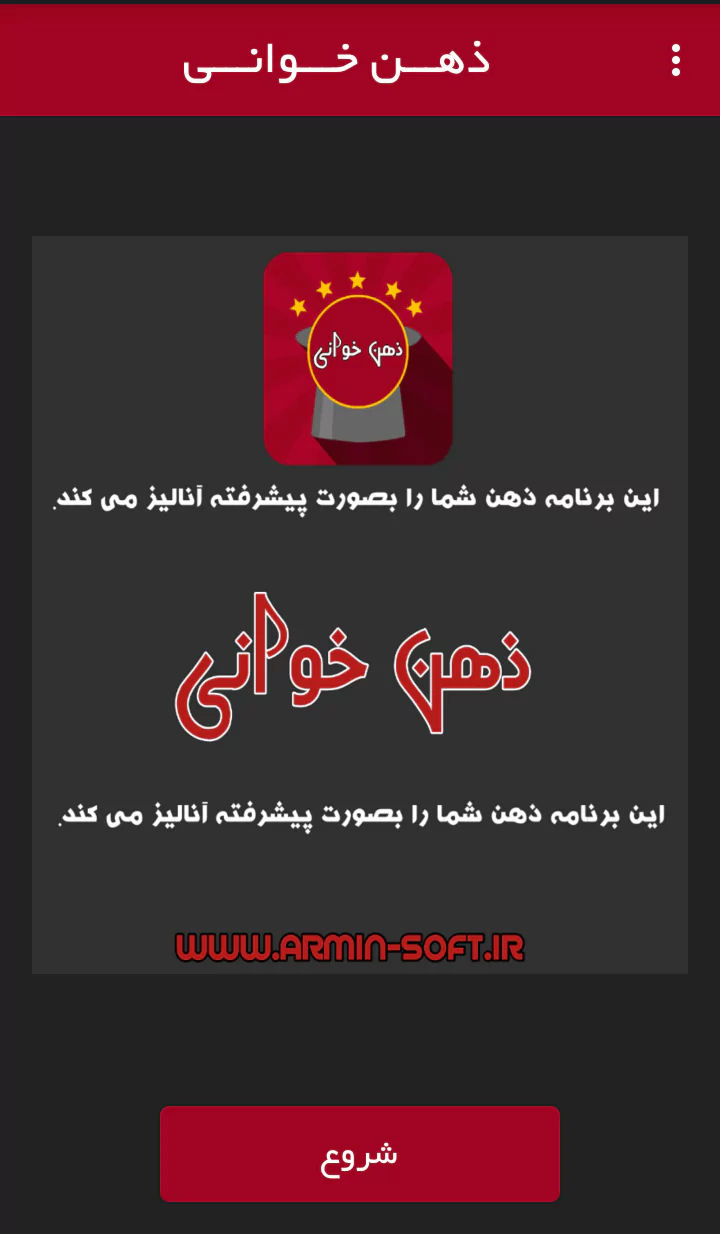 ذهـــن خـــوانـــی
ذهن خوانی
این برنامه ذهن شما را بصورت پیشرفته آنالیز می کند.
ذهن خوانی
این برنامه ذهن شما را بصورت پیشرفته آنالیز می کند.
WWW.ARMIN-SOFT.IR
شروع